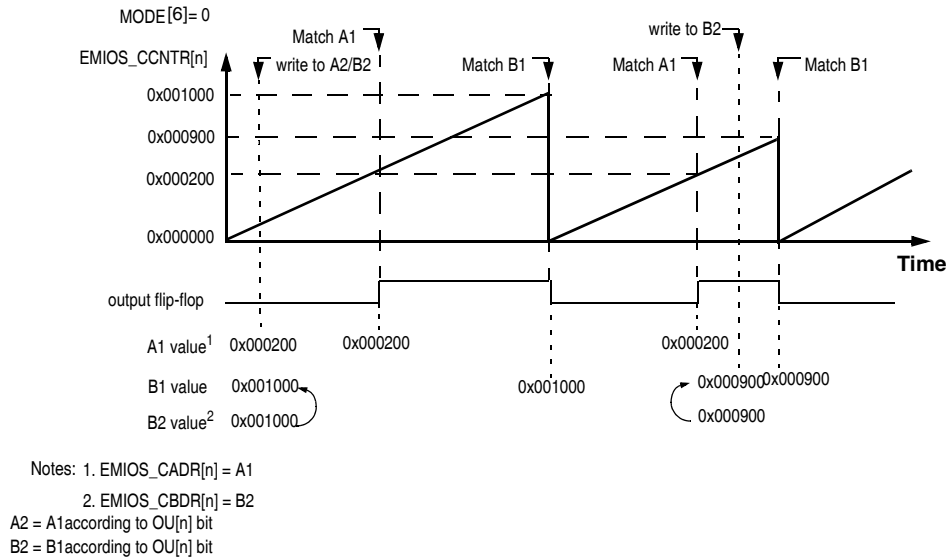 MODE[6]= 0
EMIOS_CCNTR[n]
write to A2/B2
Match A1
Match B1
Match A1
write to B2
Match B1
0x001000
0x000900
0x000200
0x000000
Time
output flip-flop
A1 value1 0x000200 0x000200 0x000200
B1 value 0x001000 0x001000 0x000900 0x000900
B2 value2 0x001000 0x000900
Notes: 1. EMIOS_CADR[n] = A1
2. EMIOS_CBDR[n] = B2
A2 = A1according to OU[n] bit
B2 = B1according to OU[n] bit